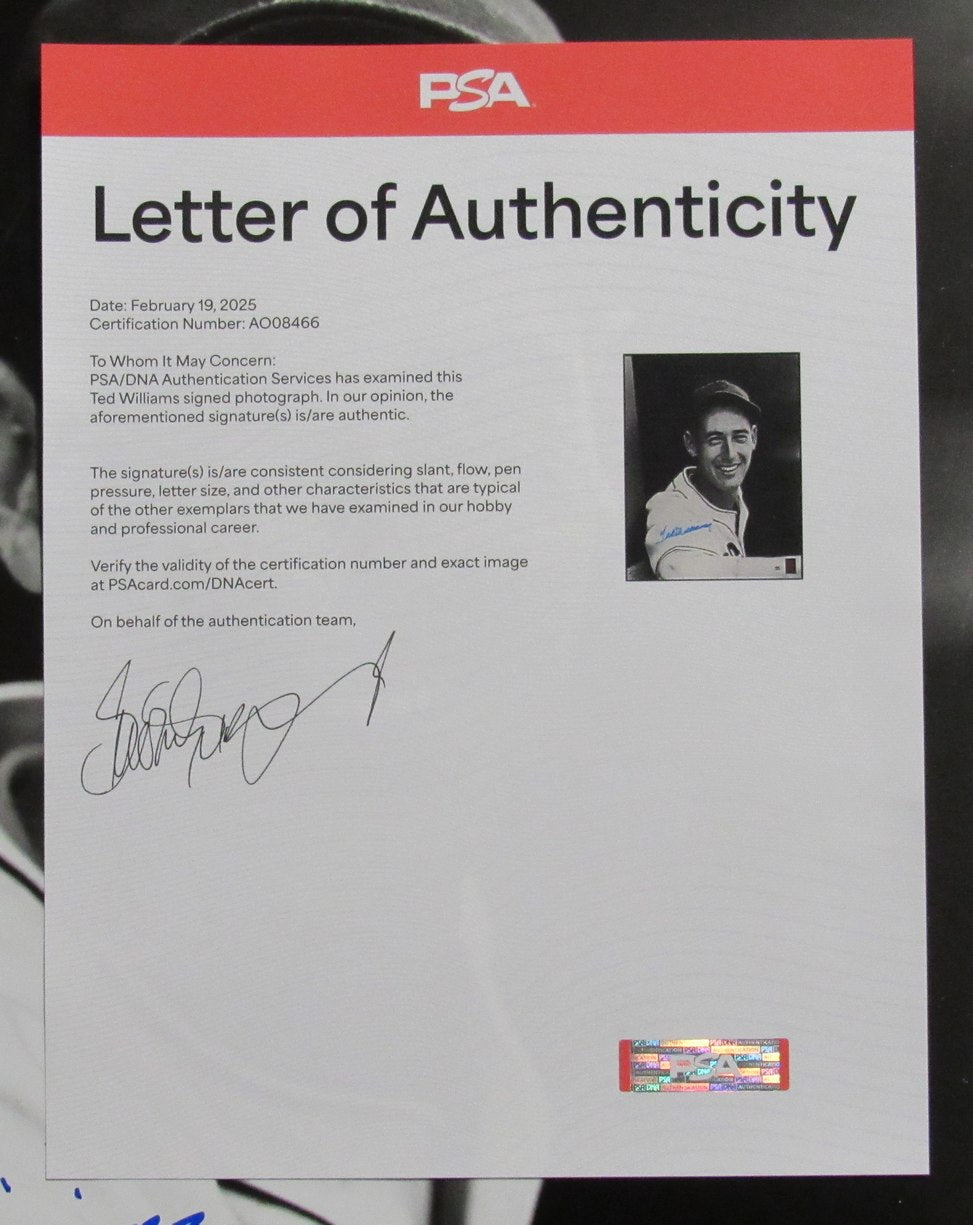 PSA
Letter of Authenticity
Date: February 19, 2025
Certification Number: AO08466
To Whom It May Concern:
PSA/DNA Authentication Services has examined this
Ted Williams signed photograph. In our opinion, the
aforementioned signature(s) is/are authentic.
The signature(s) is/are consistent considering slant, flow, pen
pressure, letter size, and other characteristics that are typical
of the other exemplars that we have examined in our hobby
and professional career.
Verify the validity of the certification number and exact image
at PSAcard.com/DNAcert.
On behalf of the authentication team,
PSA